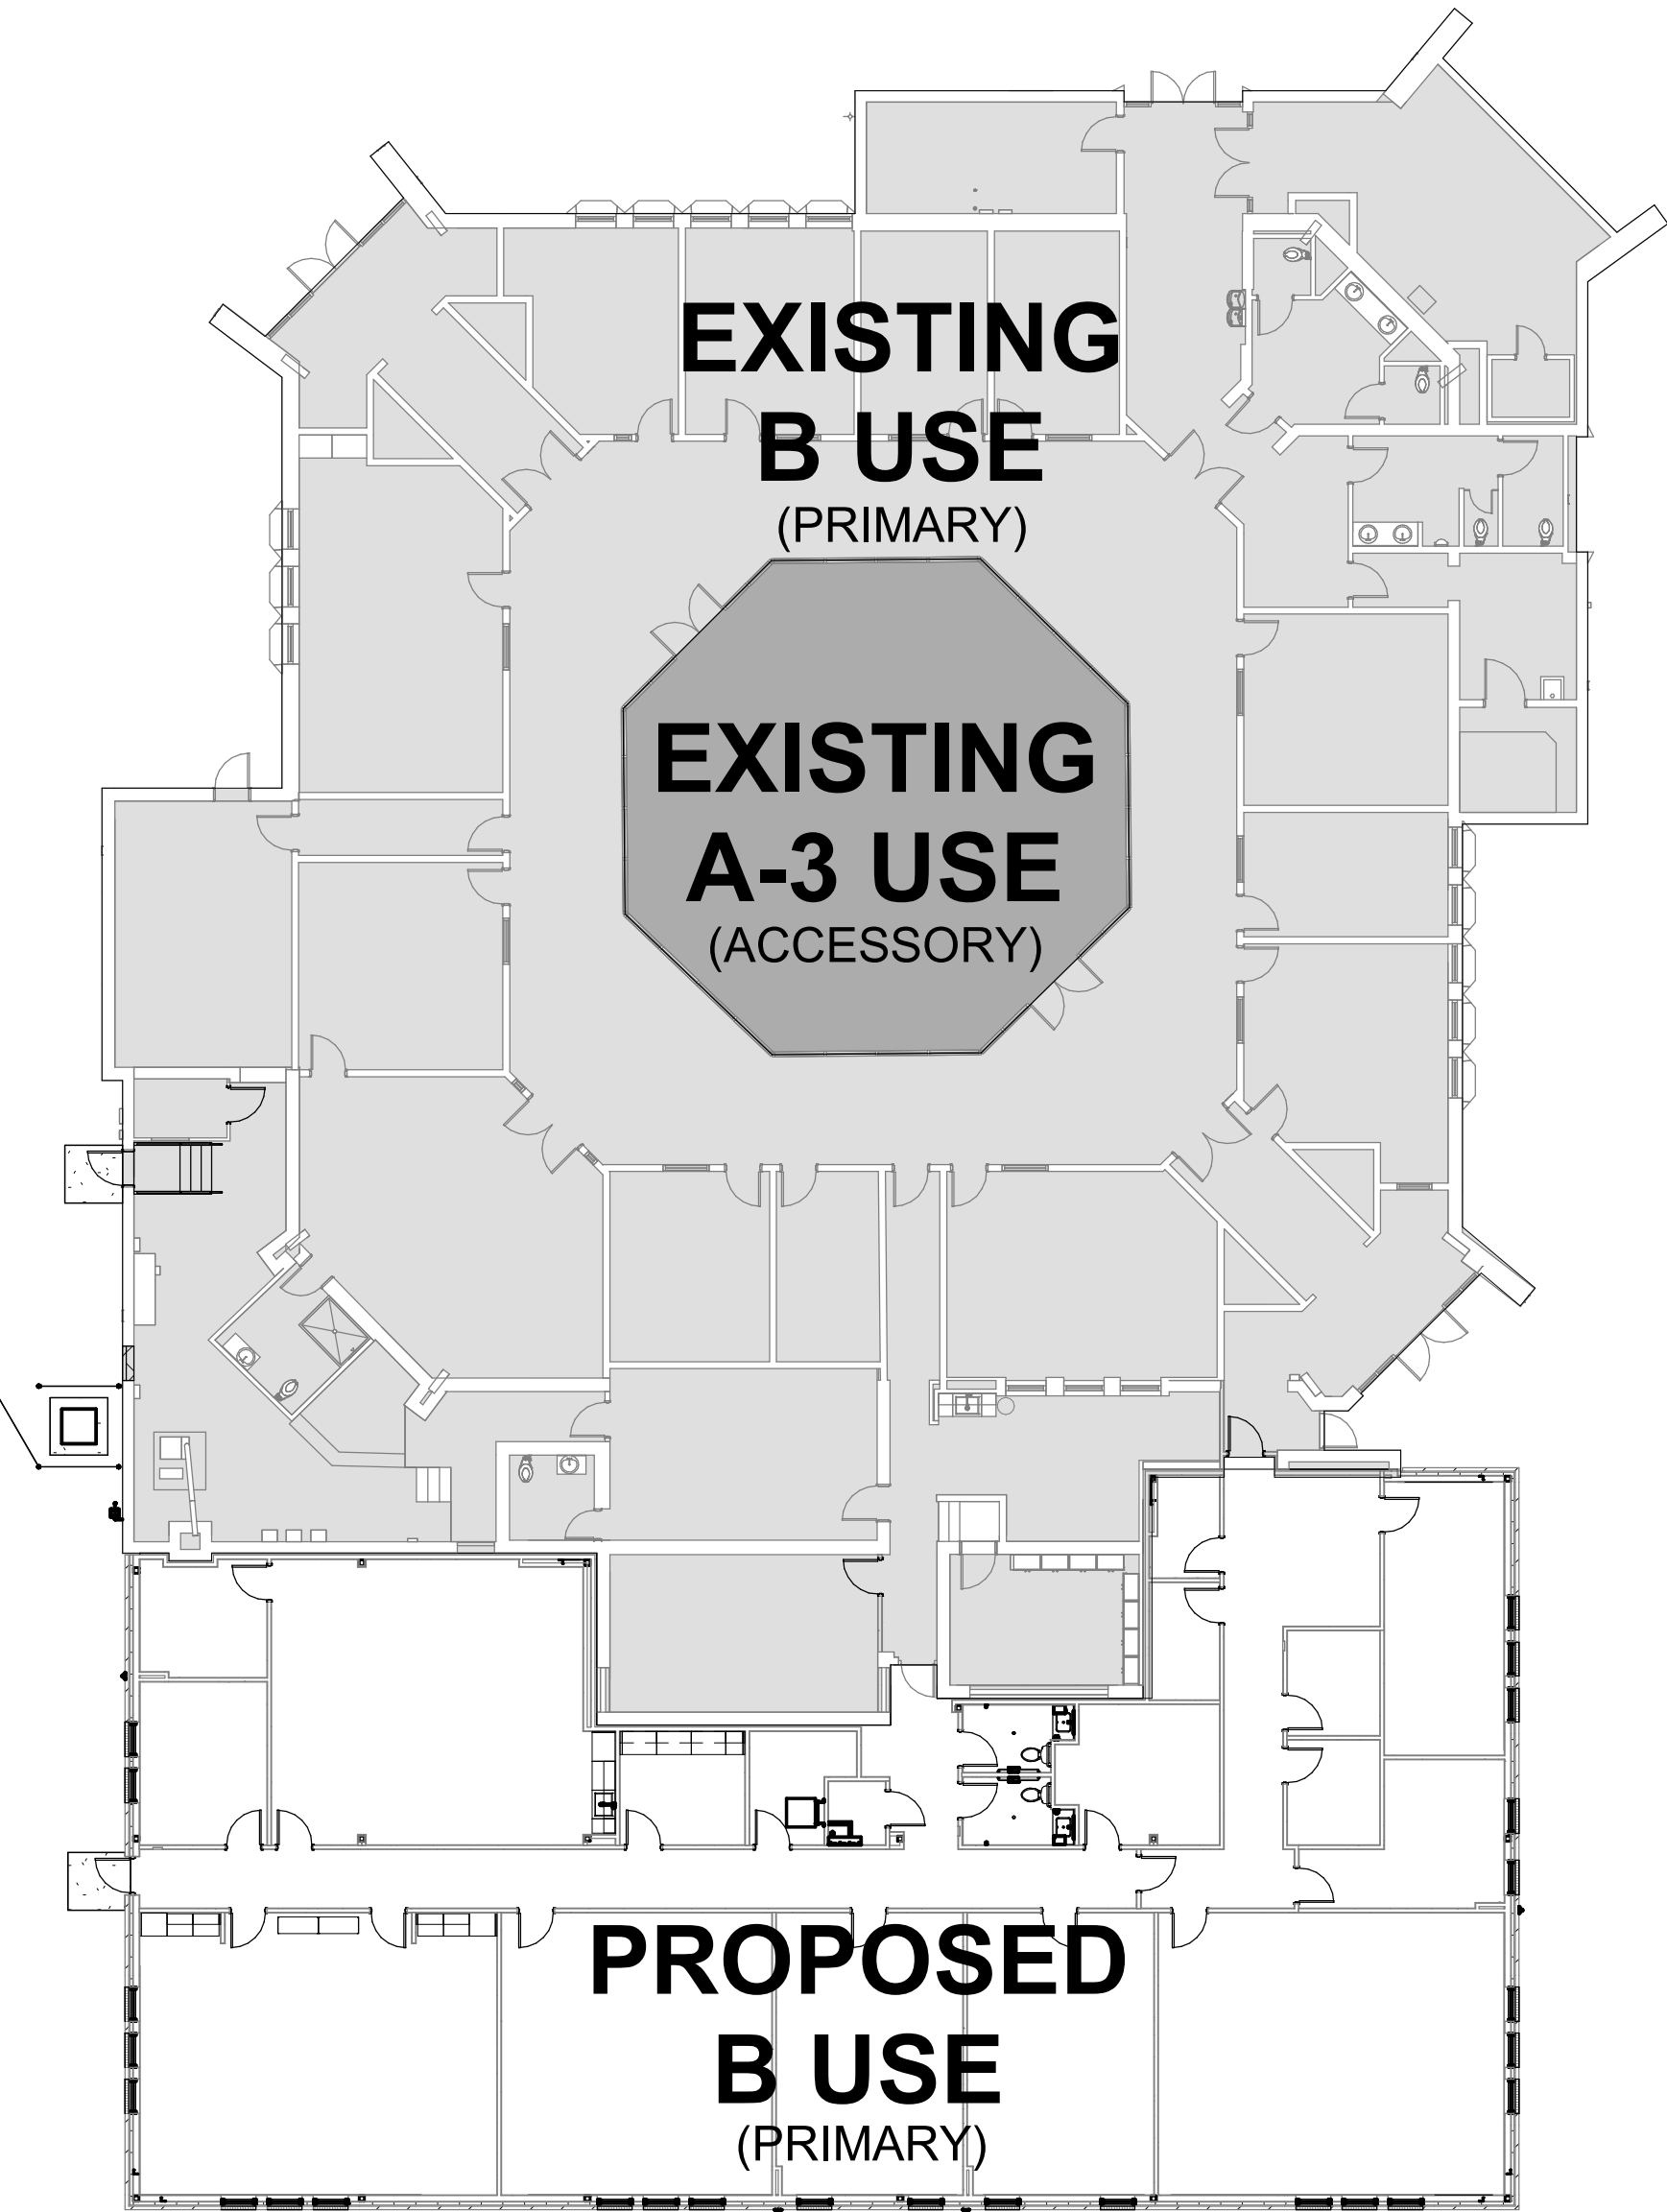 EXISTING
B USE
(PRIMARY)
EXISTING
A-3 USE
(ACCESSORY)
PROPOSED
B USE
(PRIMARY)